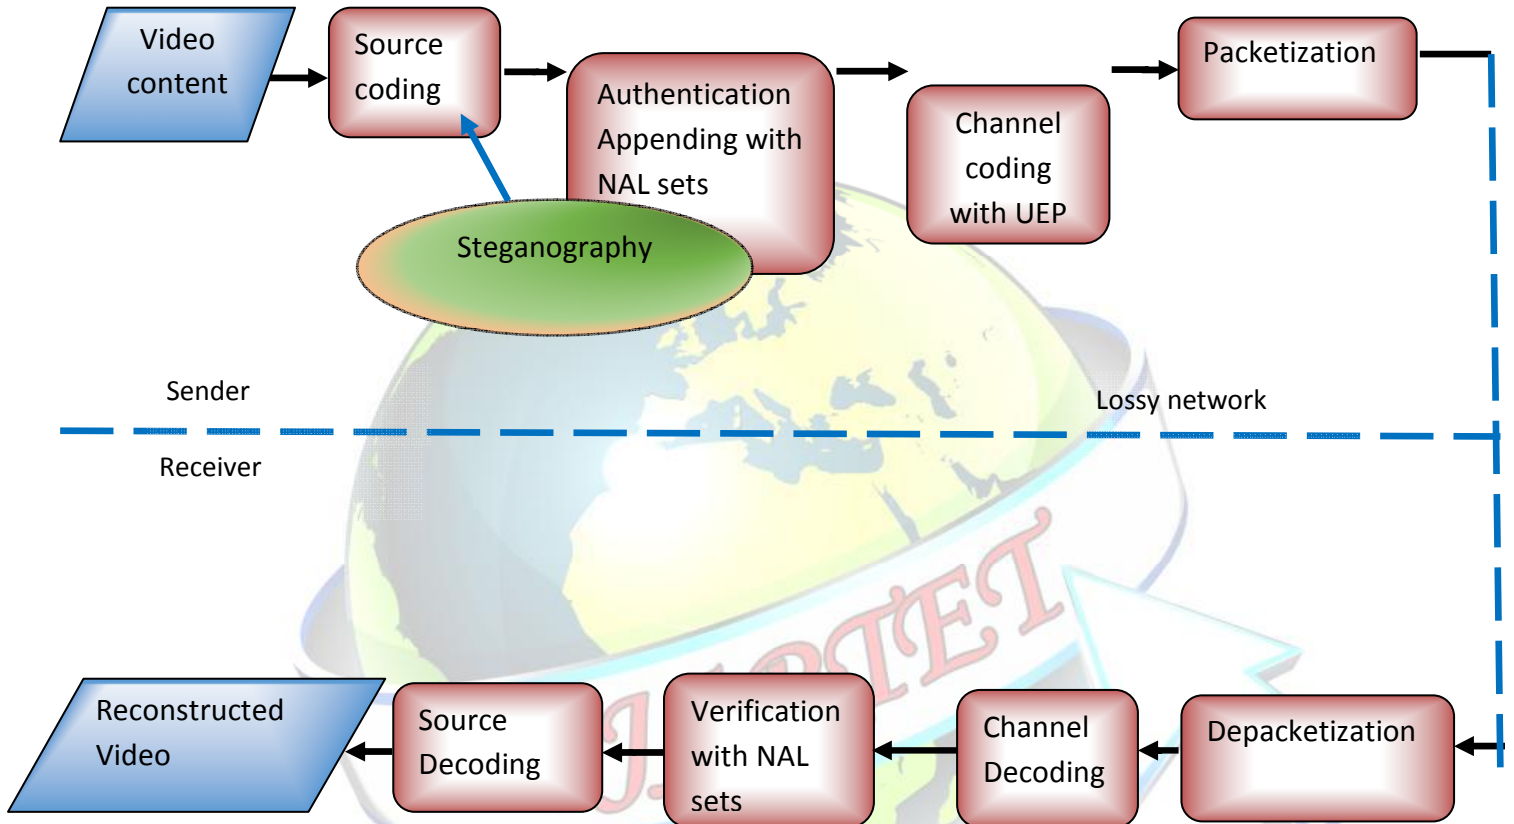 Video
content
Source
coding
Authentication
Appending with
NAL sets
Channel
coding
with UEP
Packetization
Steganography
Sender
Lossy network
Receiver
Reconstructed
Video
Source
Decoding
Verification
with NAL
sets
Channel
Decoding
Depacketization